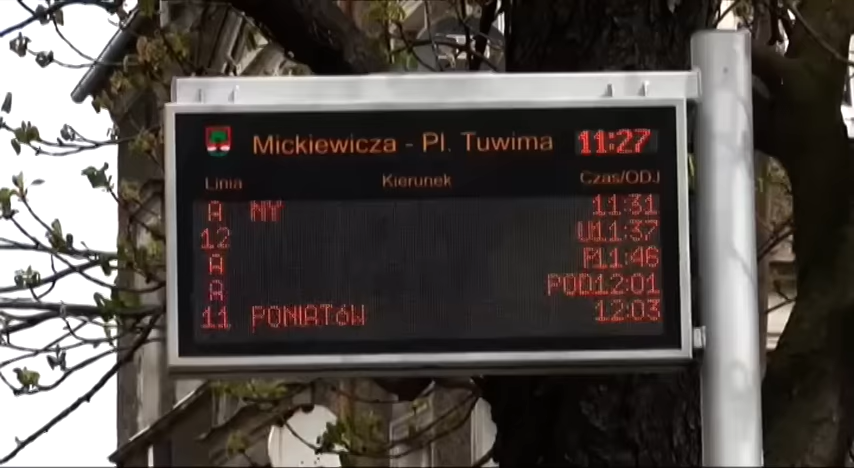 Mickiewicza - Pl. Tuwima 11:27
Linia Kierunek Czas/ODJ
A NY 11:31
12 U11:37
A P11:46
A POD12:01
11 PONIATÓW 12:03